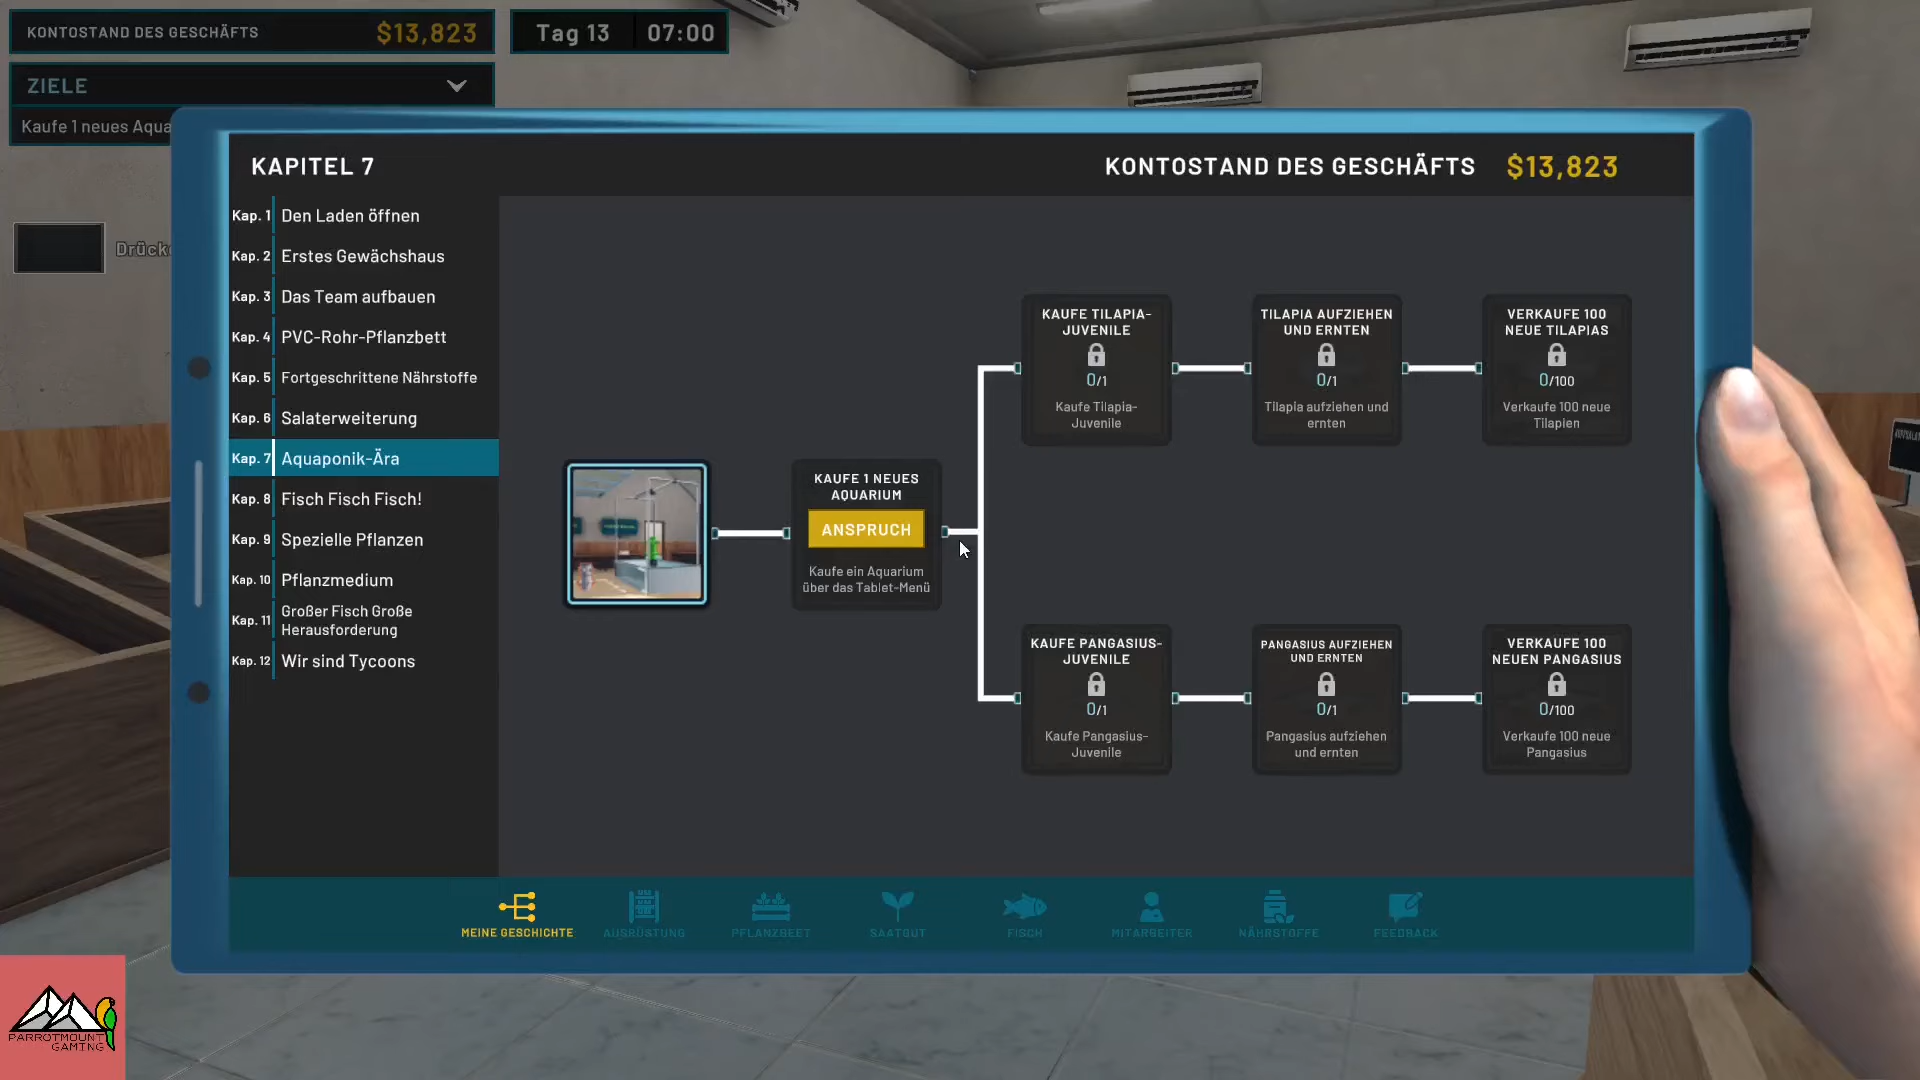 KONTOSTAND DES GESCHÄFTS $13,823
Tag 13 07:00
ZIELE
Kaufe 1 neues Aqua
Drück
KAPITEL 7
KONTOSTAND DES GESCHÄFTS $13,823
Kap. 1 Den Laden öffnen
Kap. 2 Erstes Gewächshaus
Kap. 3 Das Team aufbauen
Kap. 4 PVC-Rohr-Pflanzbett
Kap. 5 Fortgeschrittene Nährstoffe
Kap. 6 Salaterweiterung
Kap. 7 Aquaponik-Ära
Kap. 8 Fisch Fisch Fisch!
Kap. 9 Spezielle Pflanzen
Kap. 10 Pflanzmedium
Kap. 11 Großer Fisch Große
Herausforderung
Kap. 12 Wir sind Tycoons
KAUFE 1 NEUES
AQUARIUM
ANSPRUCH
Kaufe ein Aquarium
über das Tablet-Menü
KAUFE TILAPIA-
JUVENILE
0/1
Kaufe Tilapia-
Juvenile
TILAPIA AUFZIEHEN
UND ERNTEN
0/1
Tilapia aufziehen und
ernten
VERKAUFE 100
NEUE TILAPIAS
0/100
Verkaufe 100 neue
Tilapien
KAUFE PANGASIUS-
JUVENILE
0/1
Kaufe Pangasius-
Juvenile
PANGASIUS AUFZIEHEN
UND ERNTEN
0/1
Pangasius aufziehen
und ernten
VERKAUFE 100
NEUEN PANGASIUS
0/100
Verkaufe 100 neue
Pangasius
MEINE GESCHICHTE
AUSRÜSTUNG
PFLANZBEET
SAATGUT
FISCH
MITARBEITER
NÄHRSTOFFE
FEEDBACK
PARROTMOUNT
GAMING